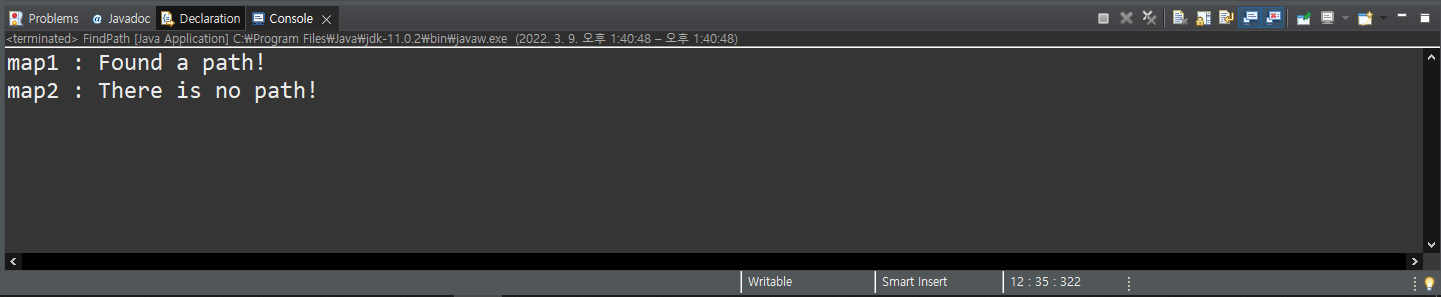 Problems @ Javadoc Declaration Console
<terminated> FindPath [Java Application] C:₩Program Files₩Java₩jdk-11.0.2₩bin₩javaw.exe (2022. 3. 9. 오후 1:40:48 – 오후 1:40:48)
map1 : Found a path!
map2 : There is no path!
Writable Smart Insert 12 : 35 : 322